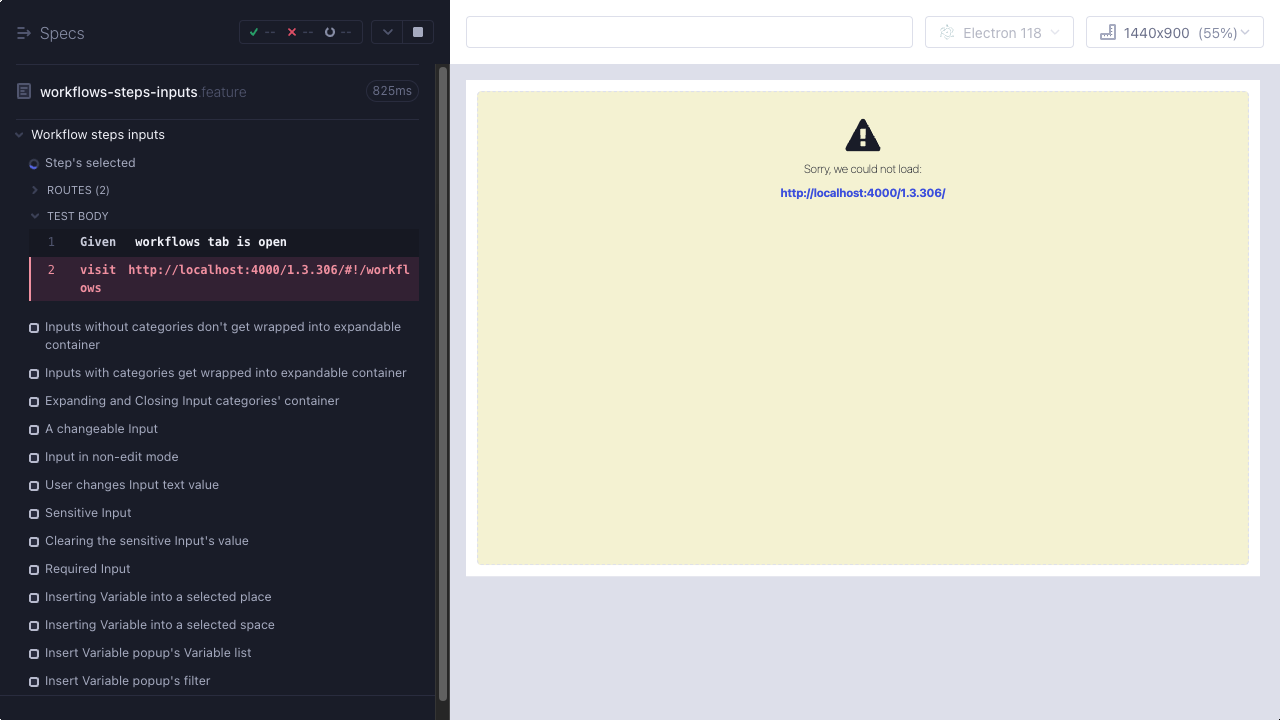 Specs
-- -- --
Electron 118
1440x900 (55%)
workflows-steps-inputs.feature
825ms
Workflow steps inputs
Step's selected
ROUTES (2)
TEST BODY
1 Given workflows tab is open
2 visit http://localhost:4000/1.3.306/#!/workfl
ows
Inputs without categories don't get wrapped into expandable
container
Inputs with categories get wrapped into expandable container
Expanding and Closing Input categories' container
A changeable Input
Input in non-edit mode
User changes Input text value
Sensitive Input
Clearing the sensitive Input's value
Required Input
Inserting Variable into a selected place
Inserting Variable into a selected space
Insert Variable popup's Variable list
Insert Variable popup's filter
Sorry, we could not load:
http://localhost:4000/1.3.306/